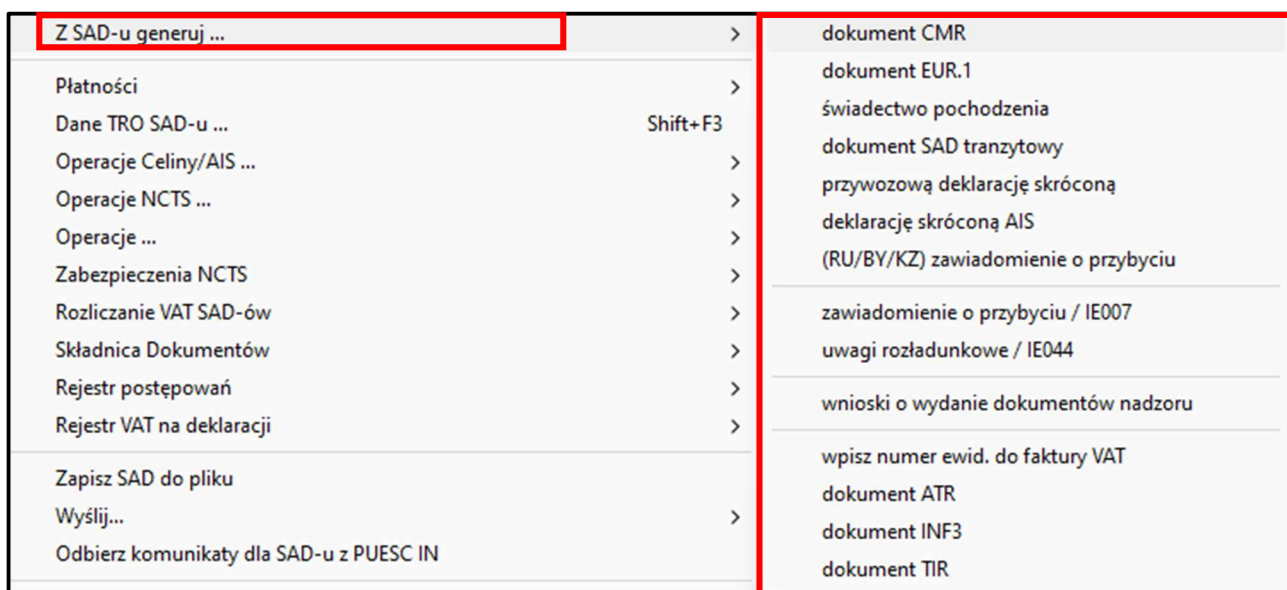 Z SAD-u generuj ...
Płatności
Dane TRO SAD-u ... Shift+F3
Operacje Celiny/AIS ...
Operacje NCTS ...
Operacje ...
Zabezpieczenia NCTS
Rozliczanie VAT SAD-ów
Składnica Dokumentów
Rejestr postępowań
Rejestr VAT na deklaracji
Zapisz SAD do pliku
Wyślij...
Odbierz komunikaty dla SAD-u z PUESC IN
dokument CMR
dokument EUR.1
świadectwo pochodzenia
dokument SAD tranzytowy
przywozową deklarację skróconą
deklarację skróconą AIS
(RU/BY/KZ) zawiadomienie o przybyciu
zawiadomienie o przybyciu / IE007
uwagi rozładunkowe / IE044
wnioski o wydanie dokumentów nadzoru
wpisz numer ewid. do faktury VAT
dokument ATR
dokument INF3
dokument TIR